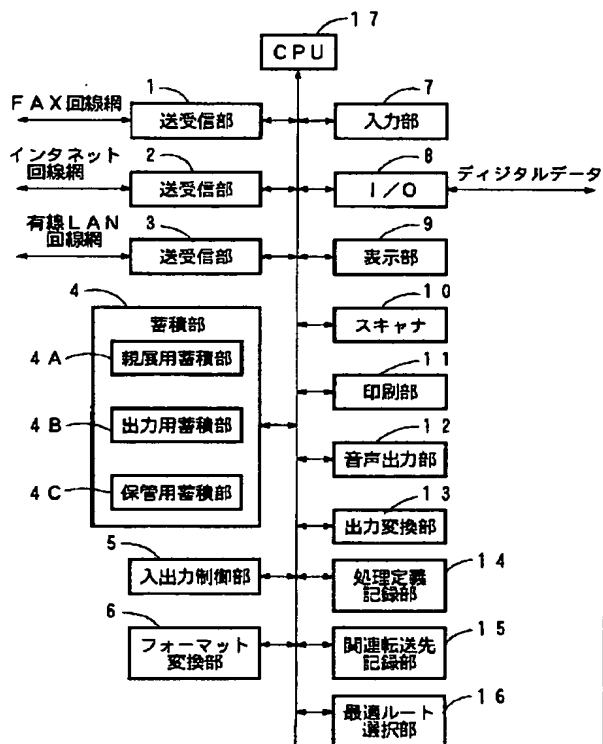 17
CPU
1
7
FAX回線網
送受信部
入力部
2
8
インタネット
回線網
送受信部
I/O
ディジタルデータ
3
9
有線LAN
回線網
送受信部
表示部
4
10
蓄積部
スキャナ
4A
親展用蓄積部
11
印刷部
4B
出力用蓄積部
12
音声出力部
4C
保管用蓄積部
13
出力変換部
5
14
入出力制御部
処理定義
記録部
6
15
フォーマット
変換部
関連転送先
記録部
16
最適ルート
選択部